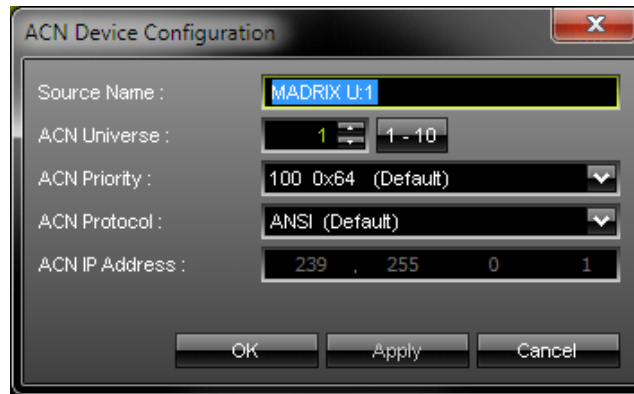 ACN Device Configuration
Source Name : MADRIX U:1
ACN Universe : 1 1 - 10
ACN Priority : 100 0x64 (Default)
ACN Protocol : ANSI (Default)
ACN IP Address : 239 . 255 0 1
OK Apply Cancel